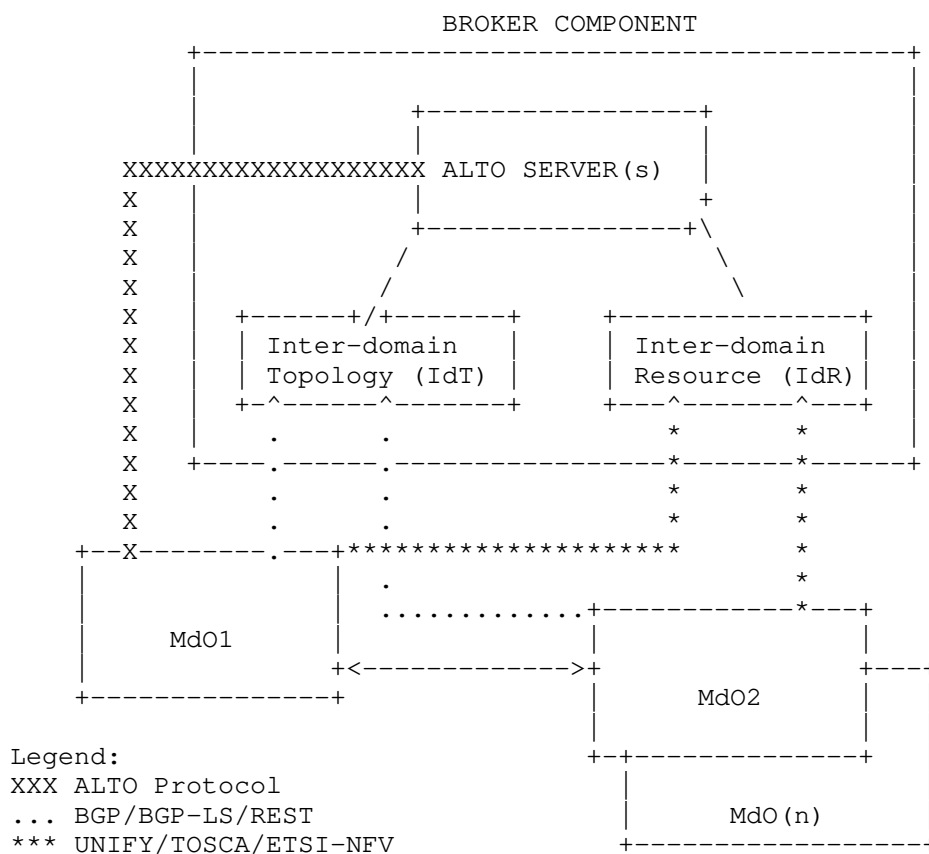 BROKER COMPONENT
XXXXXXXXXXXXXXXXXXX ALTO SERVER(s)
X
X
X
X
X
Inter-domain Inter-domain
X
Topology (IdT) Resource (IdR)
X
X
X
X
X
X
X
MdO1
MdO2
Legend:
XXX ALTO Protocol
... BGP/BGP-LS/REST
MdO(n)
*** UNIFY/TOSCA/ETSI-NFV